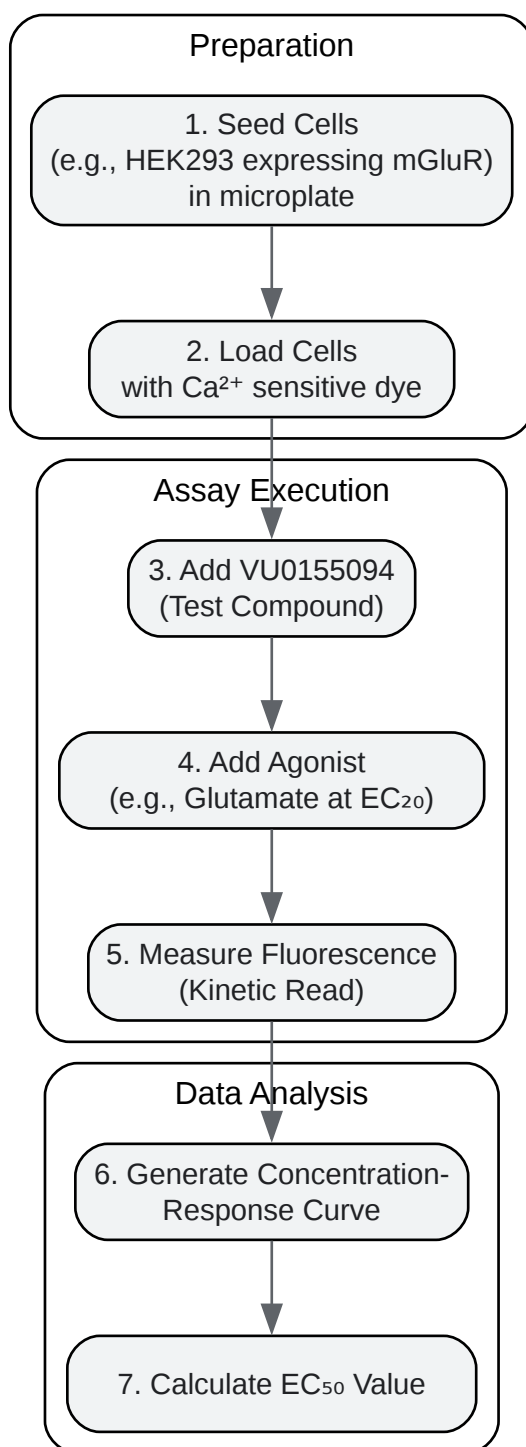 Preparation
1. Seed Cells
(e.g., HEK293 expressing mGluR)
in microplate
2. Load Cells
with Ca²⁺ sensitive dye
Assay Execution
3. Add VU0155094
(Test Compound)
4. Add Agonist
(e.g., Glutamate at EC₂₀)
5. Measure Fluorescence
(Kinetic Read)
Data Analysis
6. Generate Concentration-
Response Curve
7. Calculate EC₅₀ Value